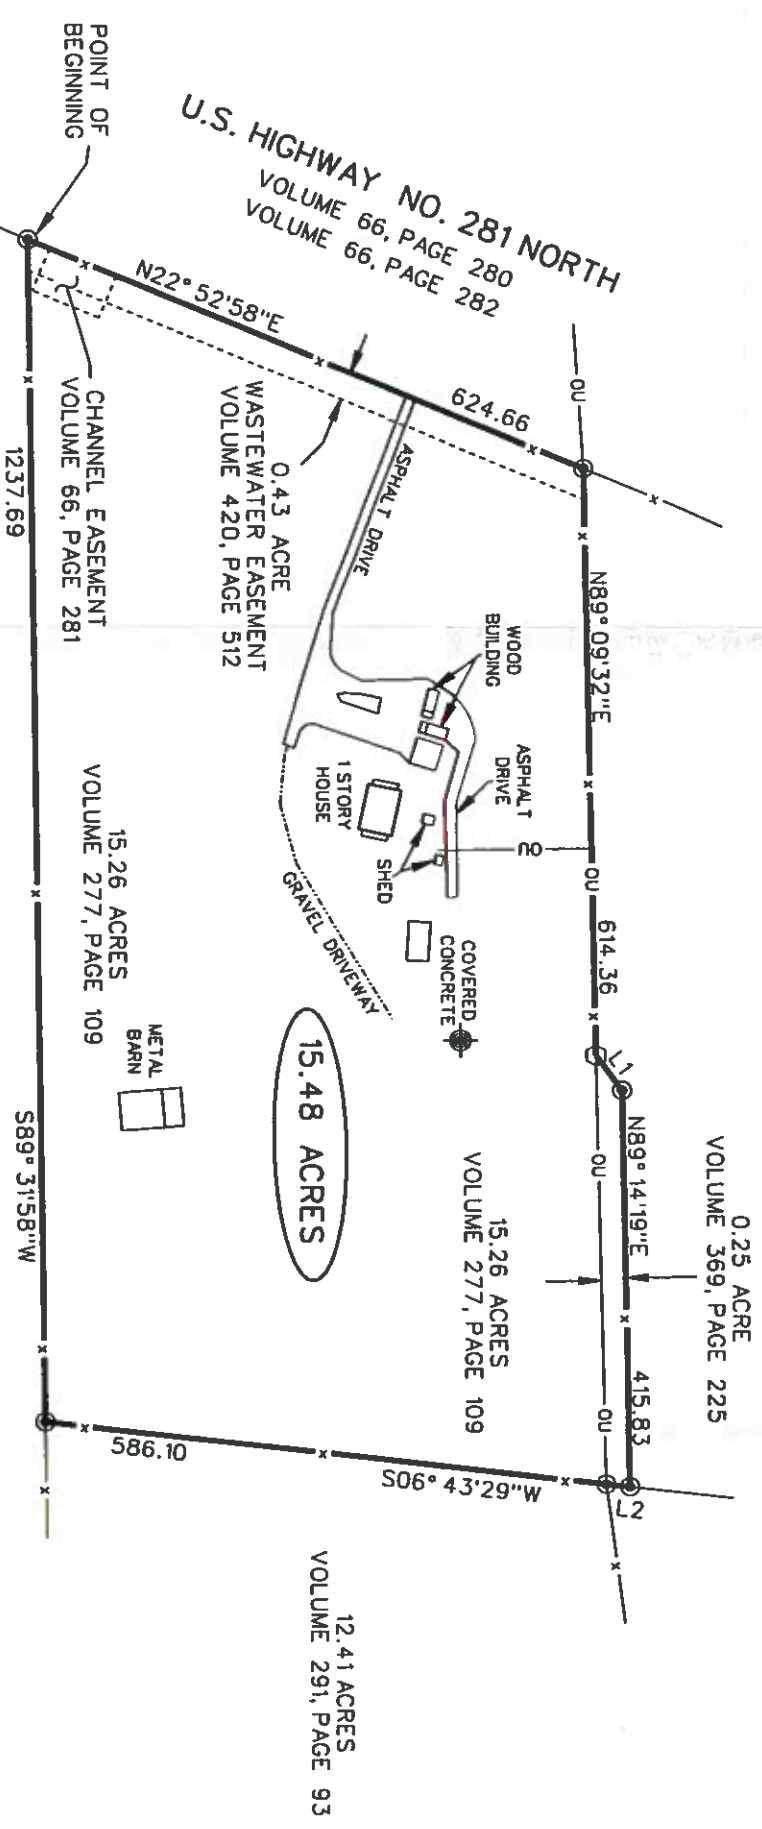 POINT OF
BEGINNING
U.S. HIGHWAY NO. 281 NORTH
VOLUME 66, PAGE 280
VOLUME 66, PAGE 282
N22° 52'58"E
624.66
OU
x
x
x
x
CHANNEL EASEMENT
VOLUME 66, PAGE 281
0.43 ACRE
WASTEWATER EASEMENT
VOLUME 420, PAGE 512
ASPHALT DRIVE
WOOD
BUILDING
ASPHALT
DRIVE
1 STORY
HOUSE
SHED
GRAVEL DRIVEWAY
COVERED
CONCRETE
x
N89° 09'32"E
x
OU
OU
614.36
x
L1
N89° 14'19"E
OU
x
415.83
OU
L2
x
0.25 ACRE
VOLUME 369, PAGE 225
15.26 ACRES
VOLUME 277, PAGE 109
15.48 ACRES
METAL
BARN
15.26 ACRES
VOLUME 277, PAGE 109
x
S06° 43'29"W
x
586.10
x
12.41 ACRES
VOLUME 291, PAGE 93
x
1237.69
x
S89° 31'58"W
x
x